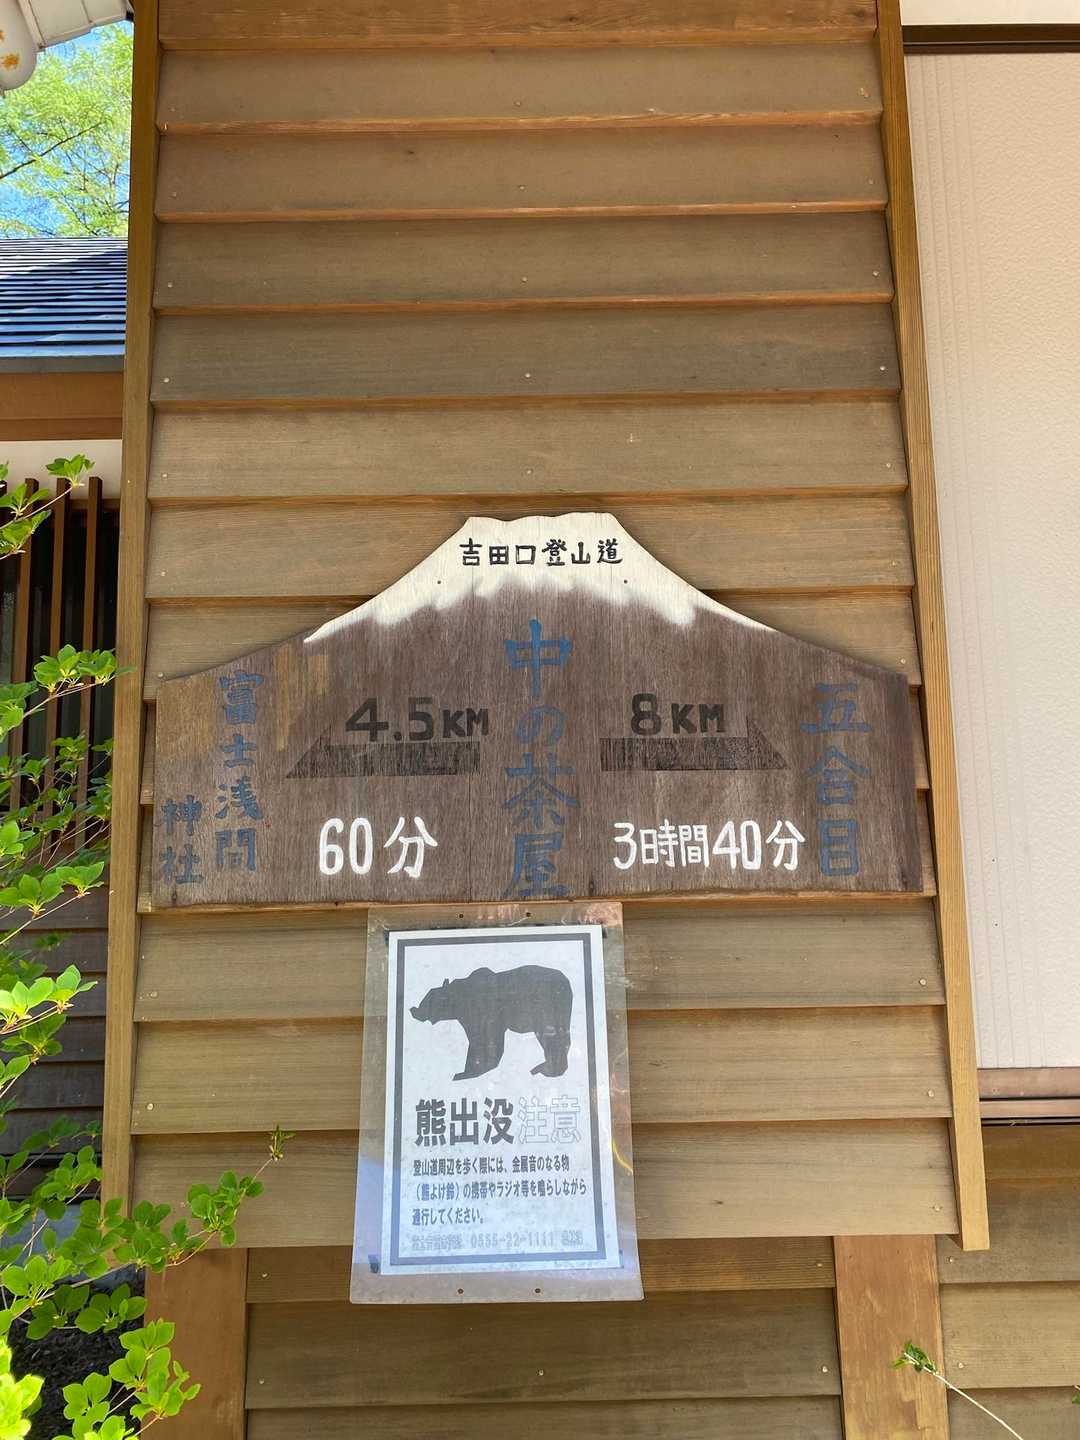 吉田口登山道
中の茶屋
富士浅間
神社
4.5KM
60分
8KM
3時間40分
五合目
熊出没注意
登山道周辺を歩く際には、金属音のなる物
（熊よけ鈴）の携帯やラジオ等を鳴らしながら
通行してください。
0555-22-1111